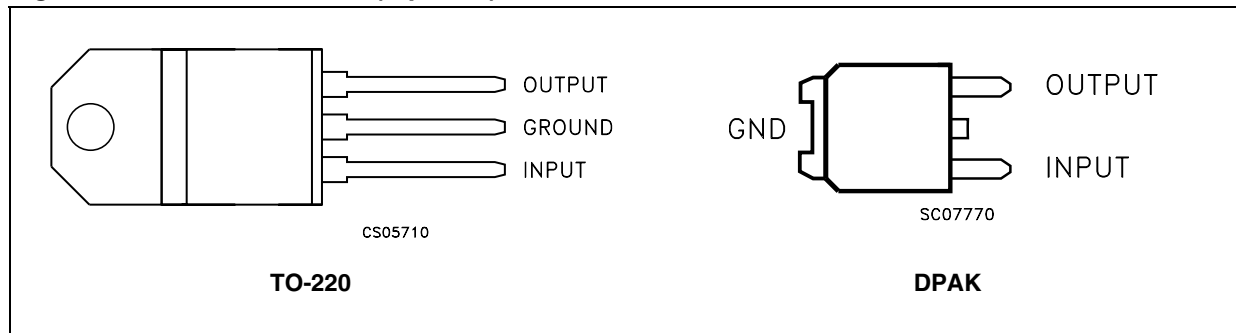 OUTPUT
GROUND
INPUT
CS05710
TO-220
GND
OUTPUT
INPUT
SC07770
DPAK